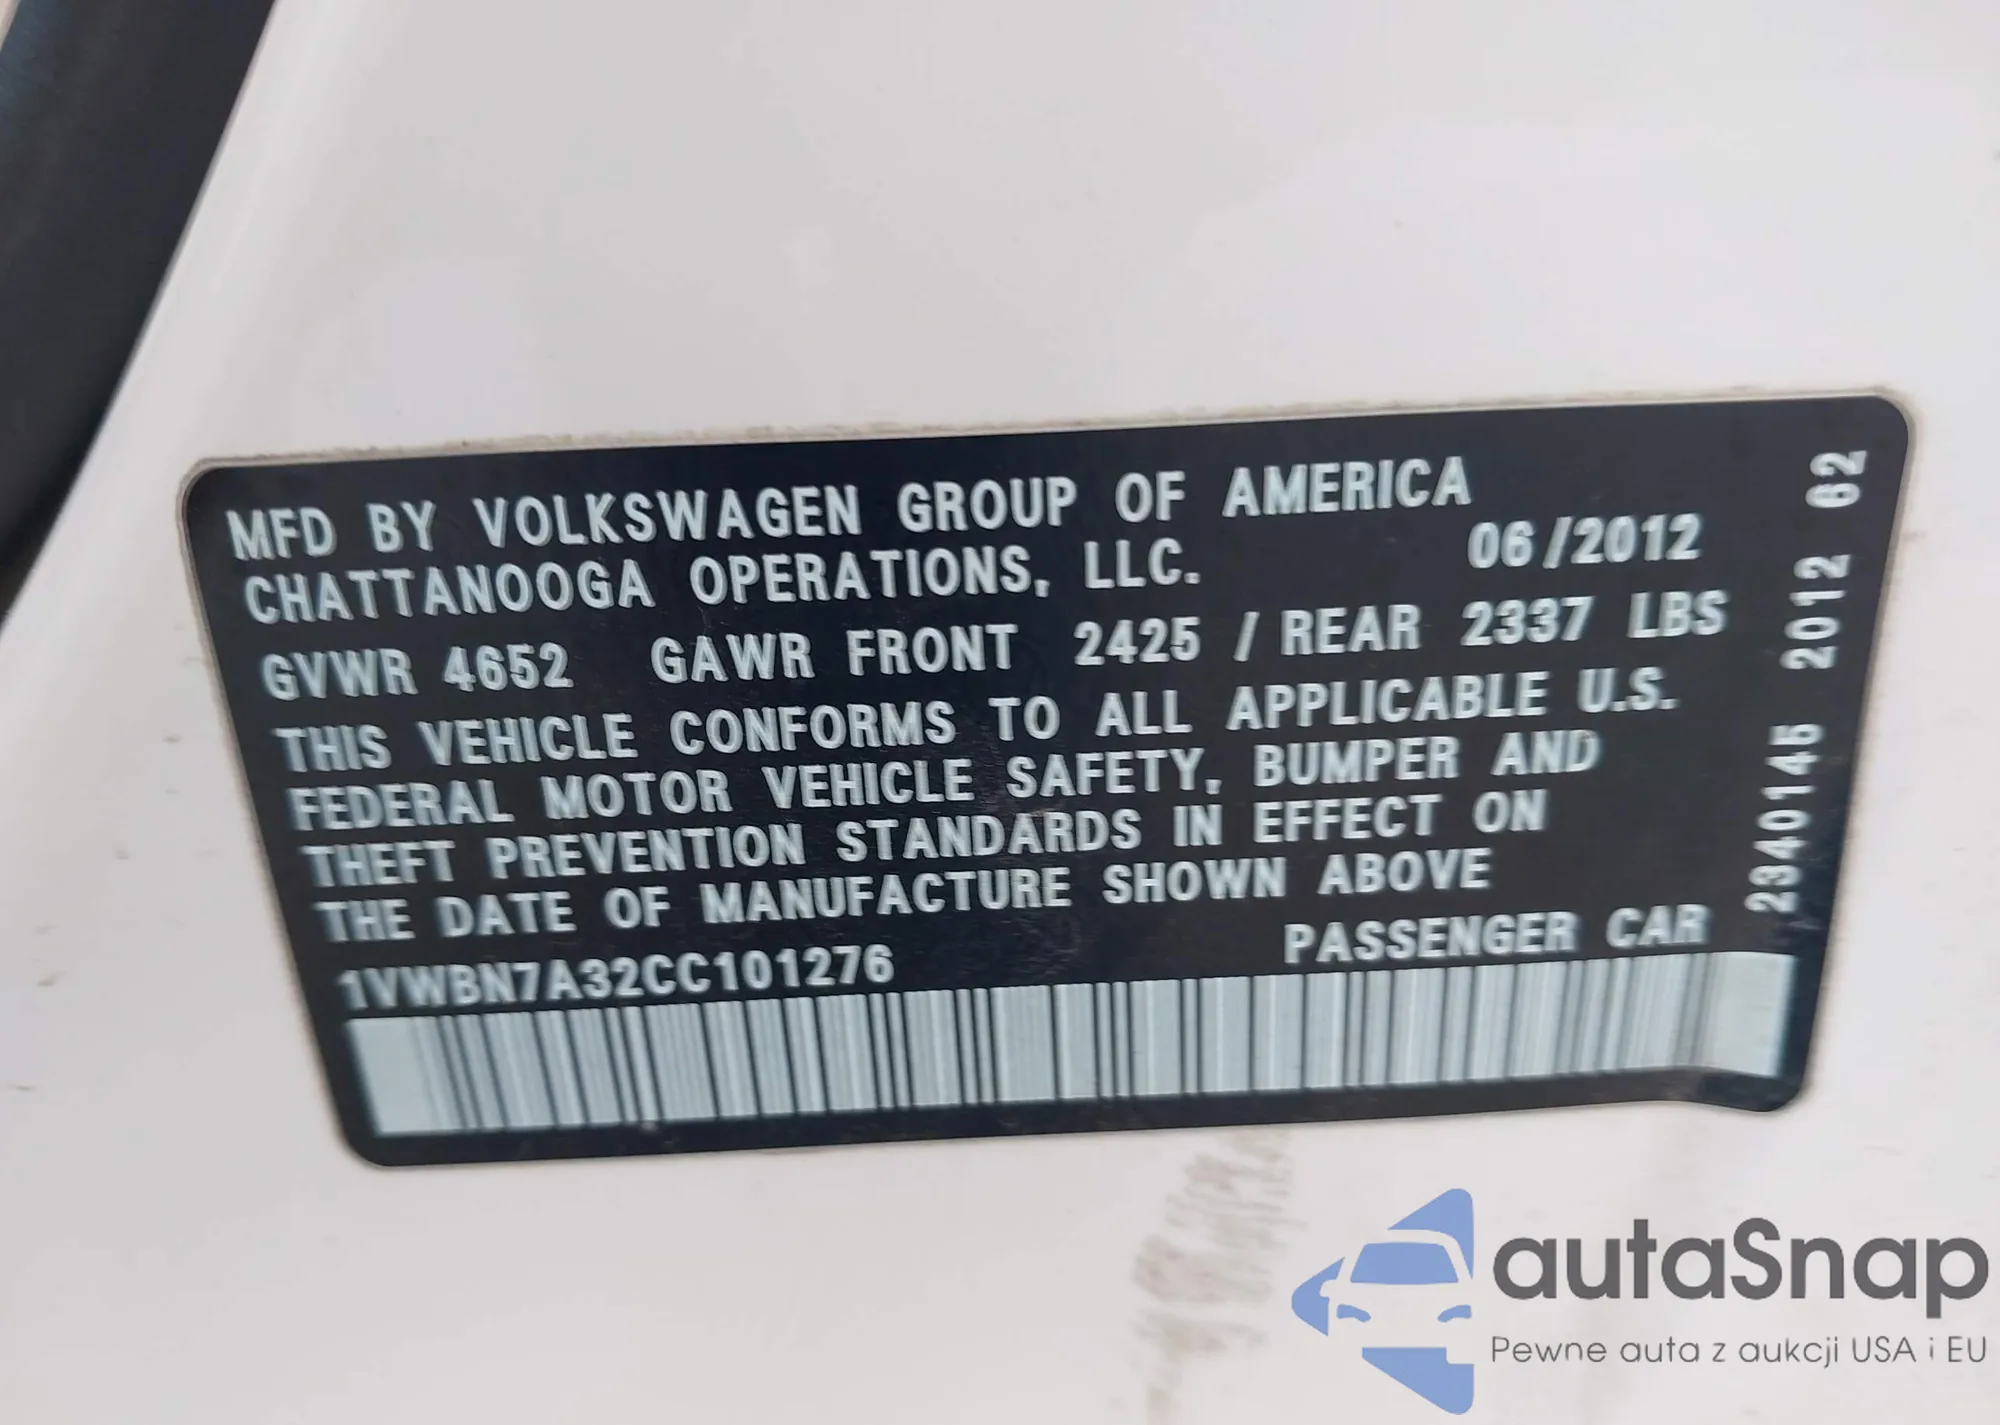 MFD BY VOLKSWAGEN GROUP OF AMERICA
CHATTANOOGA OPERATIONS, LLC. 06/2012
GVWR 4652 GAWR FRONT 2425 / REAR 2337 LBS
THIS VEHICLE CONFORMS TO ALL APPLICABLE U.S.
FEDERAL MOTOR VEHICLE SAFETY, BUMPER AND
THEFT PREVENTION STANDARDS IN EFFECT ON
THE DATE OF MANUFACTURE SHOWN ABOVE
1VWBN7A32CC101276 PASSENGER CAR
2340145 2012 62
autaSnap
Pewne auta z aukcji USA i EU